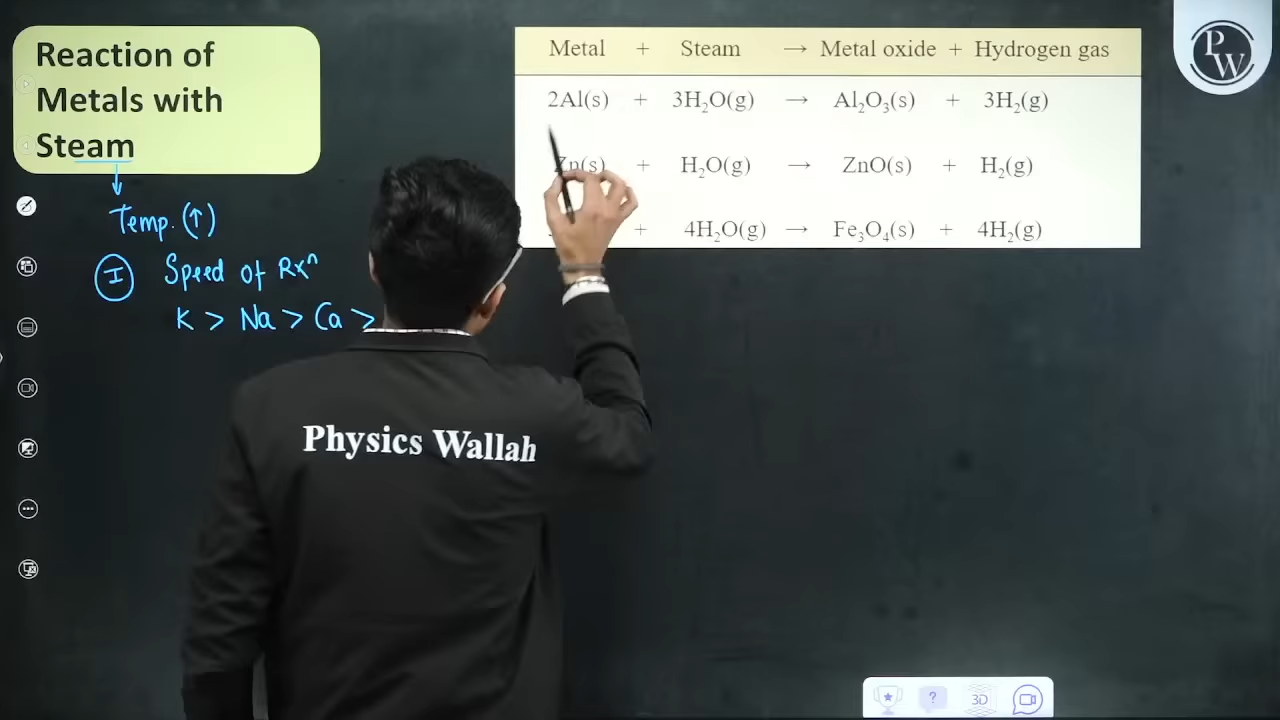 Reaction of
Metals with
Steam
Temp. (↑)
I Speed of Rxⁿ
K > Na > Ca >
Metal + Steam → Metal oxide + Hydrogen gas
2Al(s) + 3H₂O(g) → Al₂O₃(s) + 3H₂(g)
Zn(s) + H₂O(g) → ZnO(s) + H₂(g)
+ 4H₂O(g) → Fe₃O₄(s) + 4H₂(g)
PW
Physics Wallah
?
3D